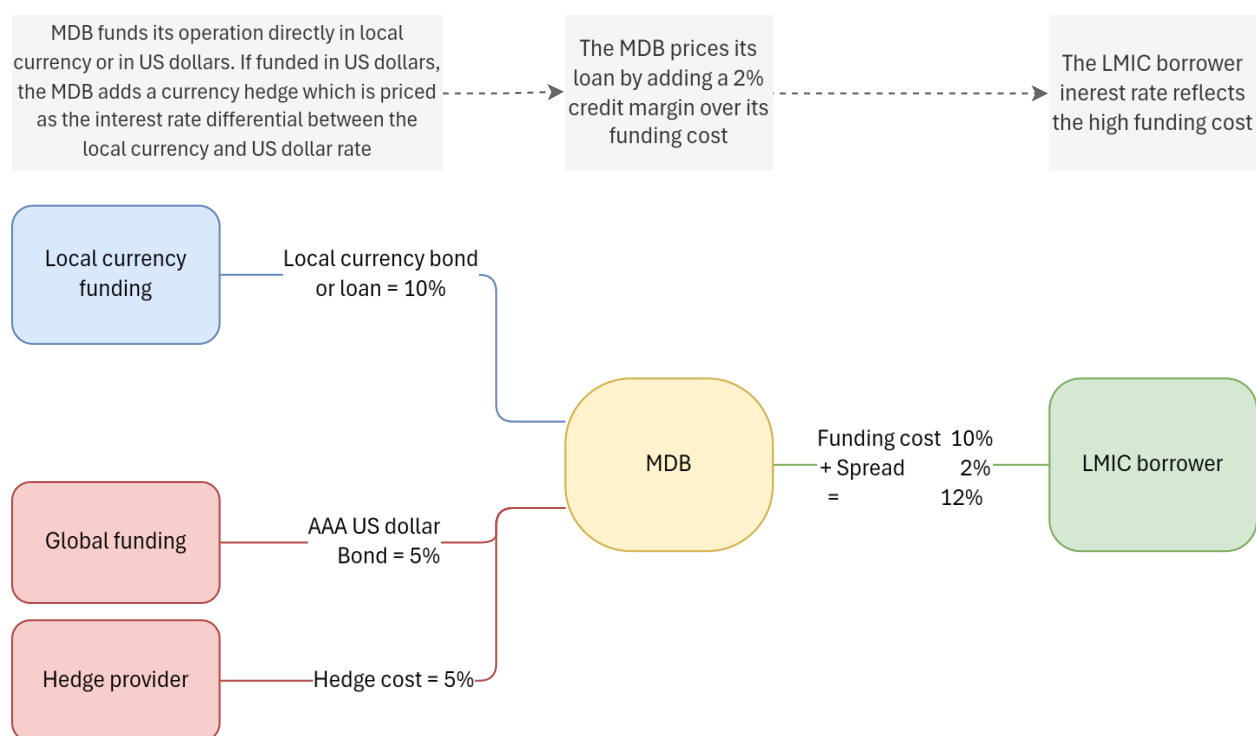 MDB funds its operation directly in local
currency or in US dollars. If funded in US dollars,
the MDB adds a currency hedge which is priced
as the interest rate differential between the
local currency and US dollar rate
The MDB prices its
loan by adding a 2%
credit margin over its
funding cost
The LMIC borrower
inerest rate reflects
the high funding cost
Local currency
funding
Local currency bond
or loan = 10%
Global funding
AAA US dollar
Bond = 5%
Hedge provider
Hedge cost = 5%
MDB
Funding cost 10%
+ Spread 2%
= 12%
LMIC borrower